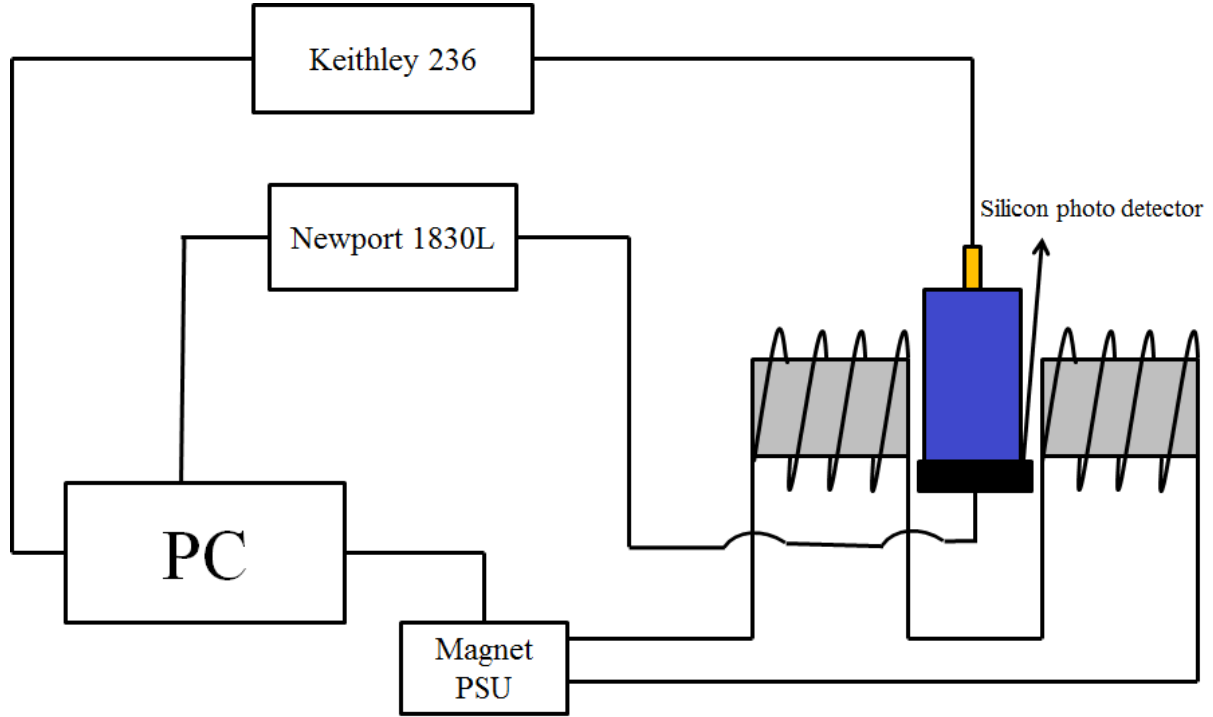 Keithley 236
Newport 1830L
Silicon photo detector
PC
Magnet
PSU